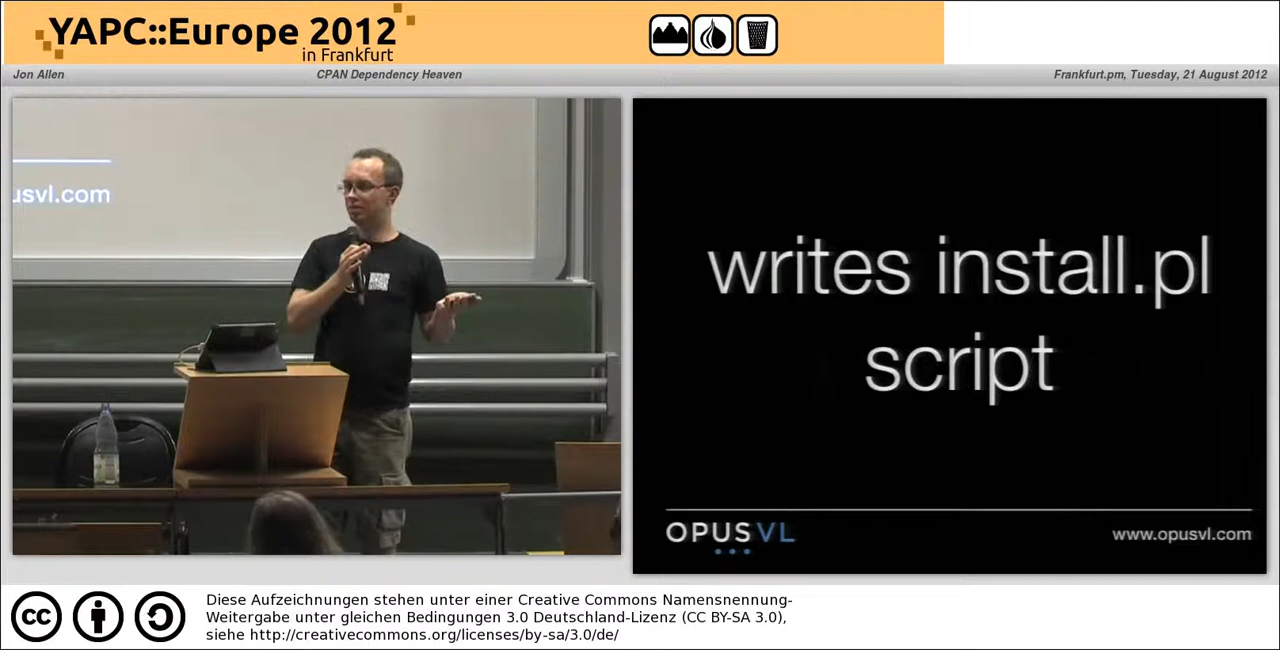 YAPC::Europe 2012
in Frankfurt
Jon Allen
CPAN Dependency Heaven
Frankfurt.pm, Tuesday, 21 August 2012
usvl.com
writes install.pl
script
OPUSVL
www.opusvl.com
cc
Diese Aufzeichnungen stehen unter einer Creative Commons Namensnennung-
Weitergabe unter gleichen Bedingungen 3.0 Deutschland-Lizenz (CC BY-SA 3.0),
siehe http://creativecommons.org/licenses/by-sa/3.0/de/